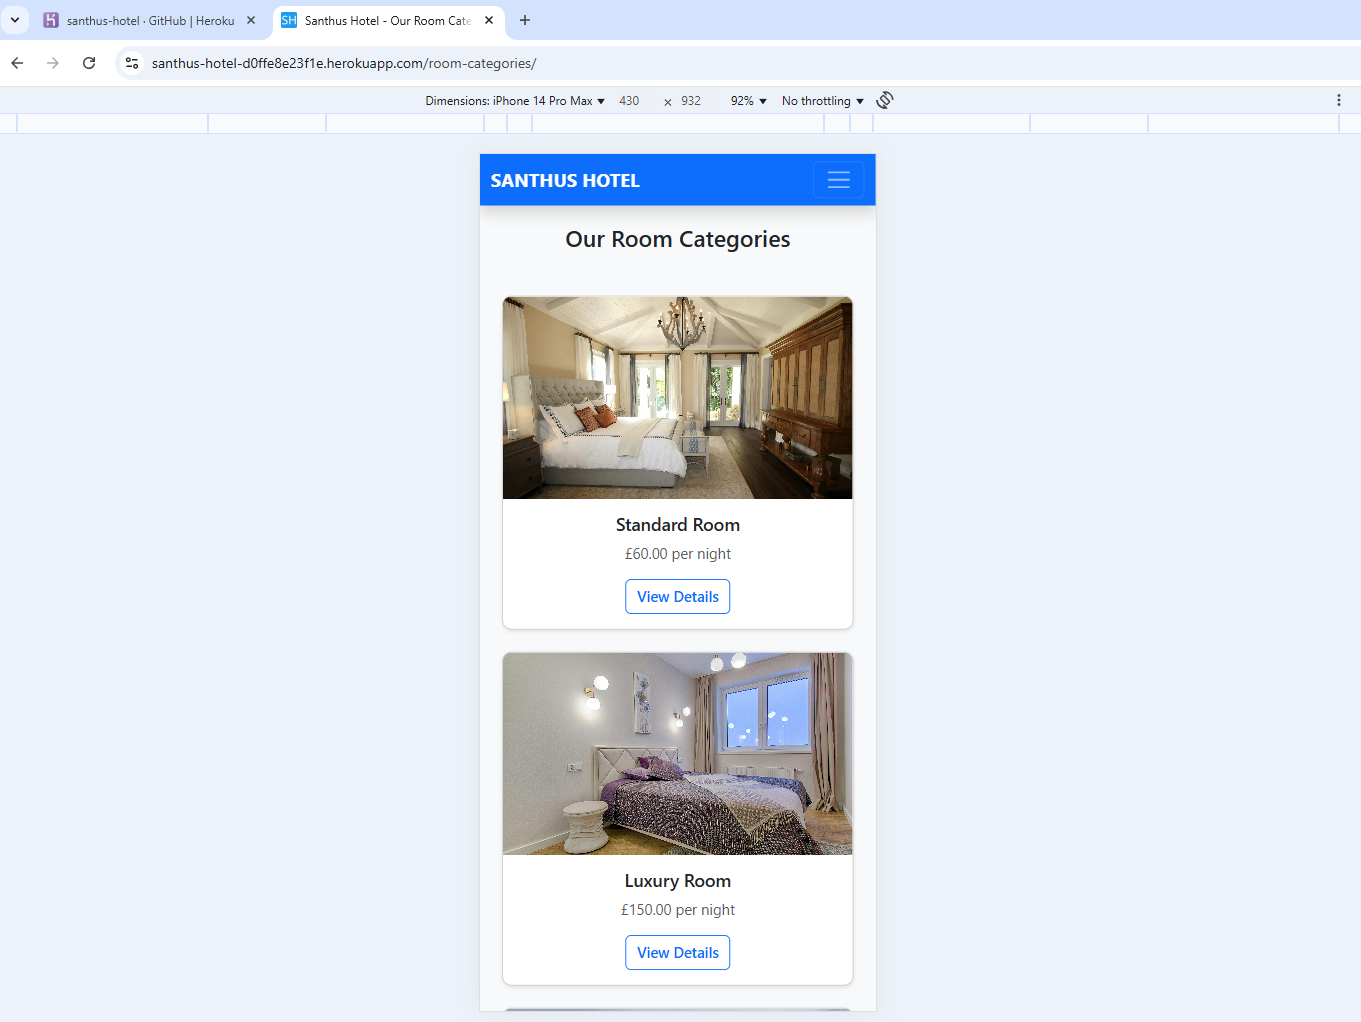 santhus-hotel · GitHub | Heroku
SH Santhus Hotel - Our Room Cate
santhus-hotel-d0ffe8e23f1e.herokuapp.com/room-categories/
Dimensions: iPhone 14 Pro Max 430 × 932 92% No throttling
SANTHUS HOTEL
Our Room Categories
Standard Room
£60.00 per night
View Details
Luxury Room
£150.00 per night
View Details